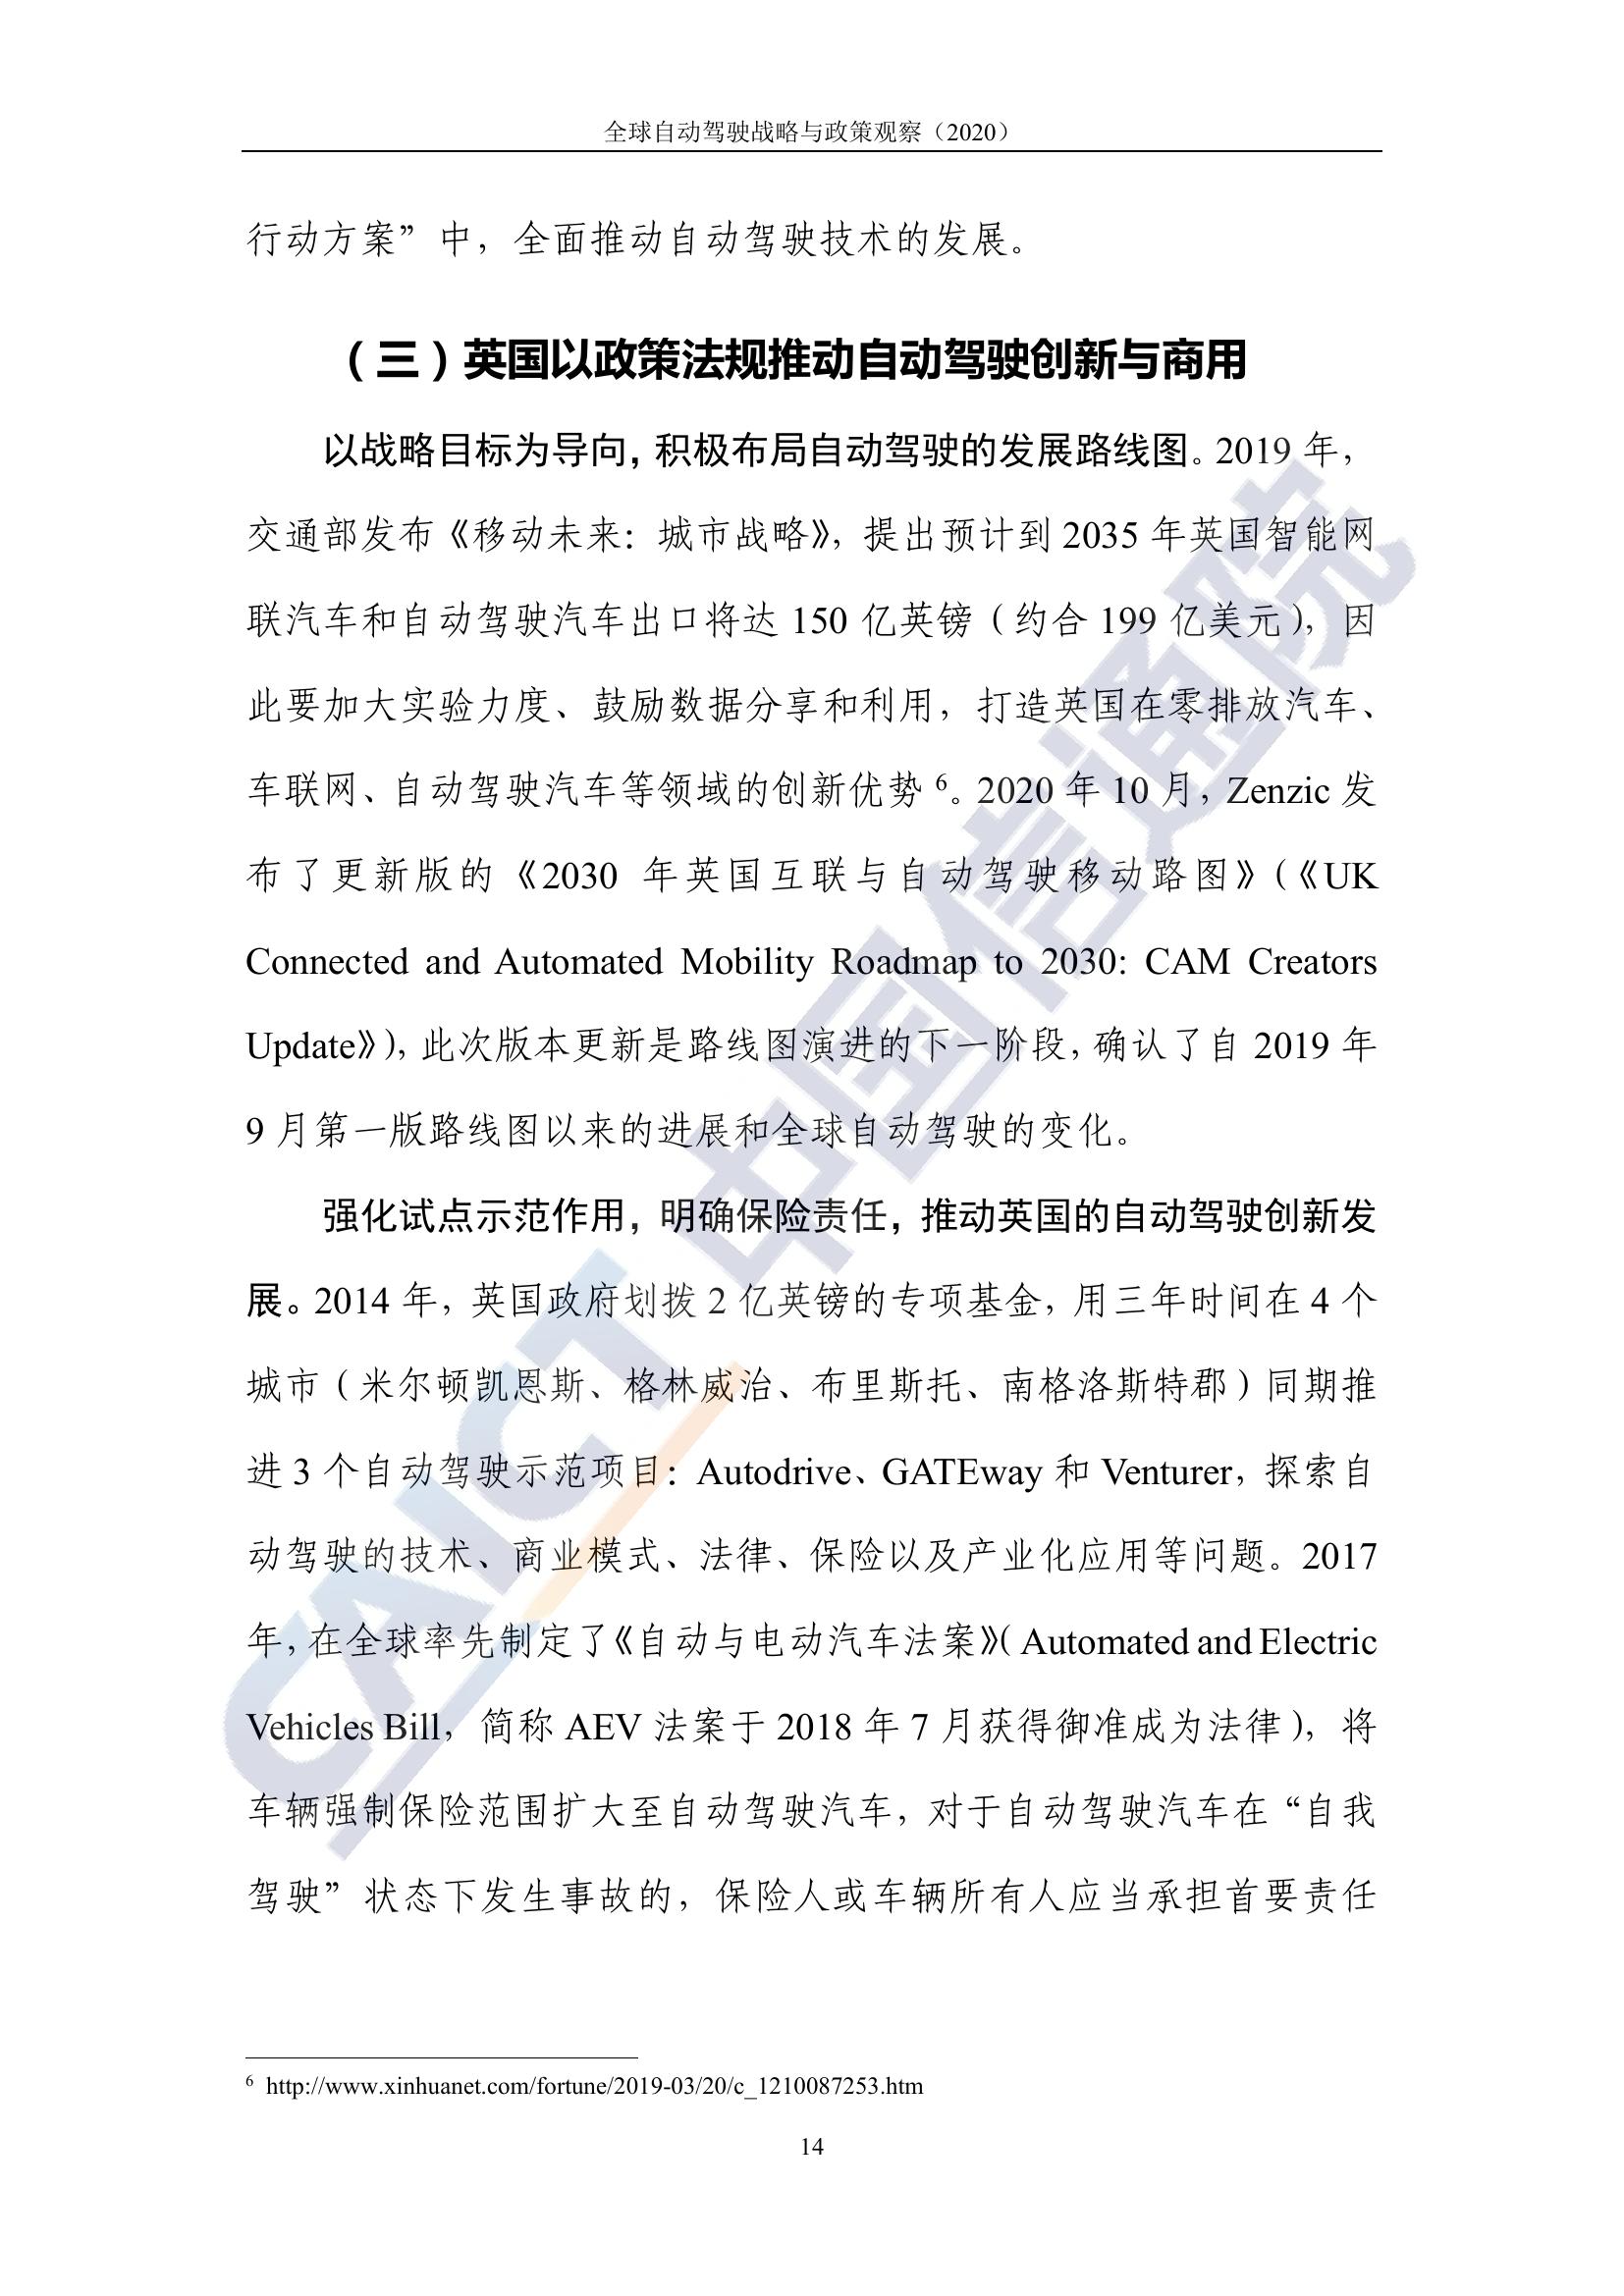 全球自动驾驶战略与政策观察（2020）
行动方案”中，全面推动自动驾驶技术的发展。
（三）英国以政策法规推动自动驾驶创新与商用
以战略目标为导向，积极布局自动驾驶的发展路线图。2019 年，
交通部发布《移动未来：城市战略》，提出预计到 2035 年英国智能网
联汽车和自动驾驶汽车出口将达 150 亿英镑（约合 199 亿美元），因
此要加大实验力度、鼓励数据分享和利用，打造英国在零排放汽车、
车联网、自动驾驶汽车等领域的创新优势 6。2020 年 10 月，Zenzic 发
布了更新版的《2030 年英国互联与自动驾驶移动路图》（《UK
Connected and Automated Mobility Roadmap to 2030: CAM Creators
Update》），此次版本更新是路线图演进的下一阶段，确认了自 2019 年
9 月第一版路线图以来的进展和全球自动驾驶的变化。
强化试点示范作用，明确保险责任，推动英国的自动驾驶创新发
展。2014 年，英国政府划拨 2 亿英镑的专项基金，用三年时间在 4 个
城市（米尔顿凯恩斯、格林威治、布里斯托、南格洛斯特郡）同期推
进 3 个自动驾驶示范项目：Autodrive、GATEway 和 Venturer，探索自
动驾驶的技术、商业模式、法律、保险以及产业化应用等问题。2017
年，在全球率先制定了《自动与电动汽车法案》（Automated and Electric
Vehicles Bill，简称 AEV 法案于 2018 年 7 月获得御准成为法律），将
车辆强制保险范围扩大至自动驾驶汽车，对于自动驾驶汽车在“自我
驾驶”状态下发生事故的，保险人或车辆所有人应当承担首要责任
6 http://www.xinhuanet.com/fortune/2019-03/20/c_1210087253.htm
14
CAICT 中国信通院